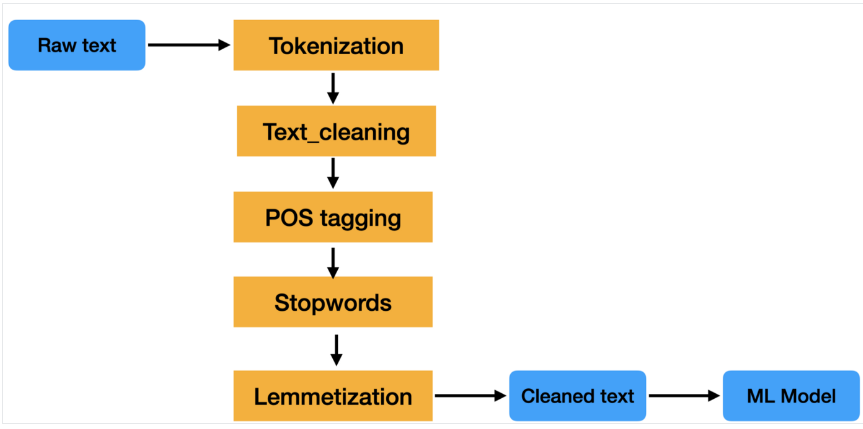 Raw text
Tokenization
Text_cleaning
POS tagging
Stopwords
Lemmetization
Cleaned text
ML Model